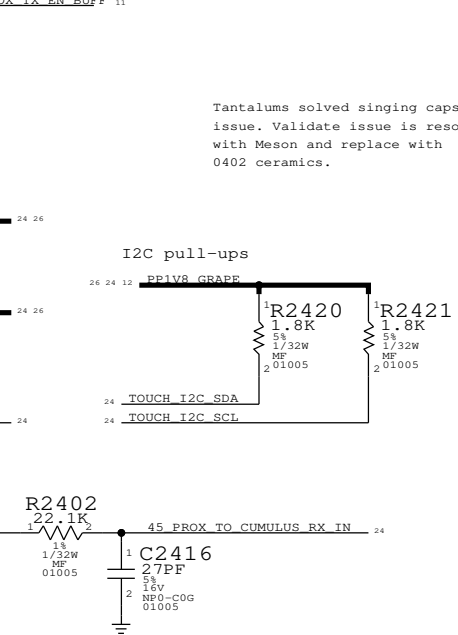 OX_TX_EN_BUFF 11
Tantalums solved singing caps
issue. Validate issue is reso
with Meson and replace with
0402 ceramics.
24 26
I2C pull-ups
26 24 12 PP1V8_GRAPE
24 26
1 R2420
1.8K
5%
1/32W
MF
2 01005
1 R2421
1.8K
5%
1/32W
MF
2 01005
24 TOUCH_I2C_SDA
24
24 TOUCH_I2C_SCL
R2402
22.1K
1 2
1%
1/32W
MF
01005
45_PROX_TO_CUMULUS_RX_IN 24
1 C2416
27PF
5%
16V
2 NP0-C0G
01005